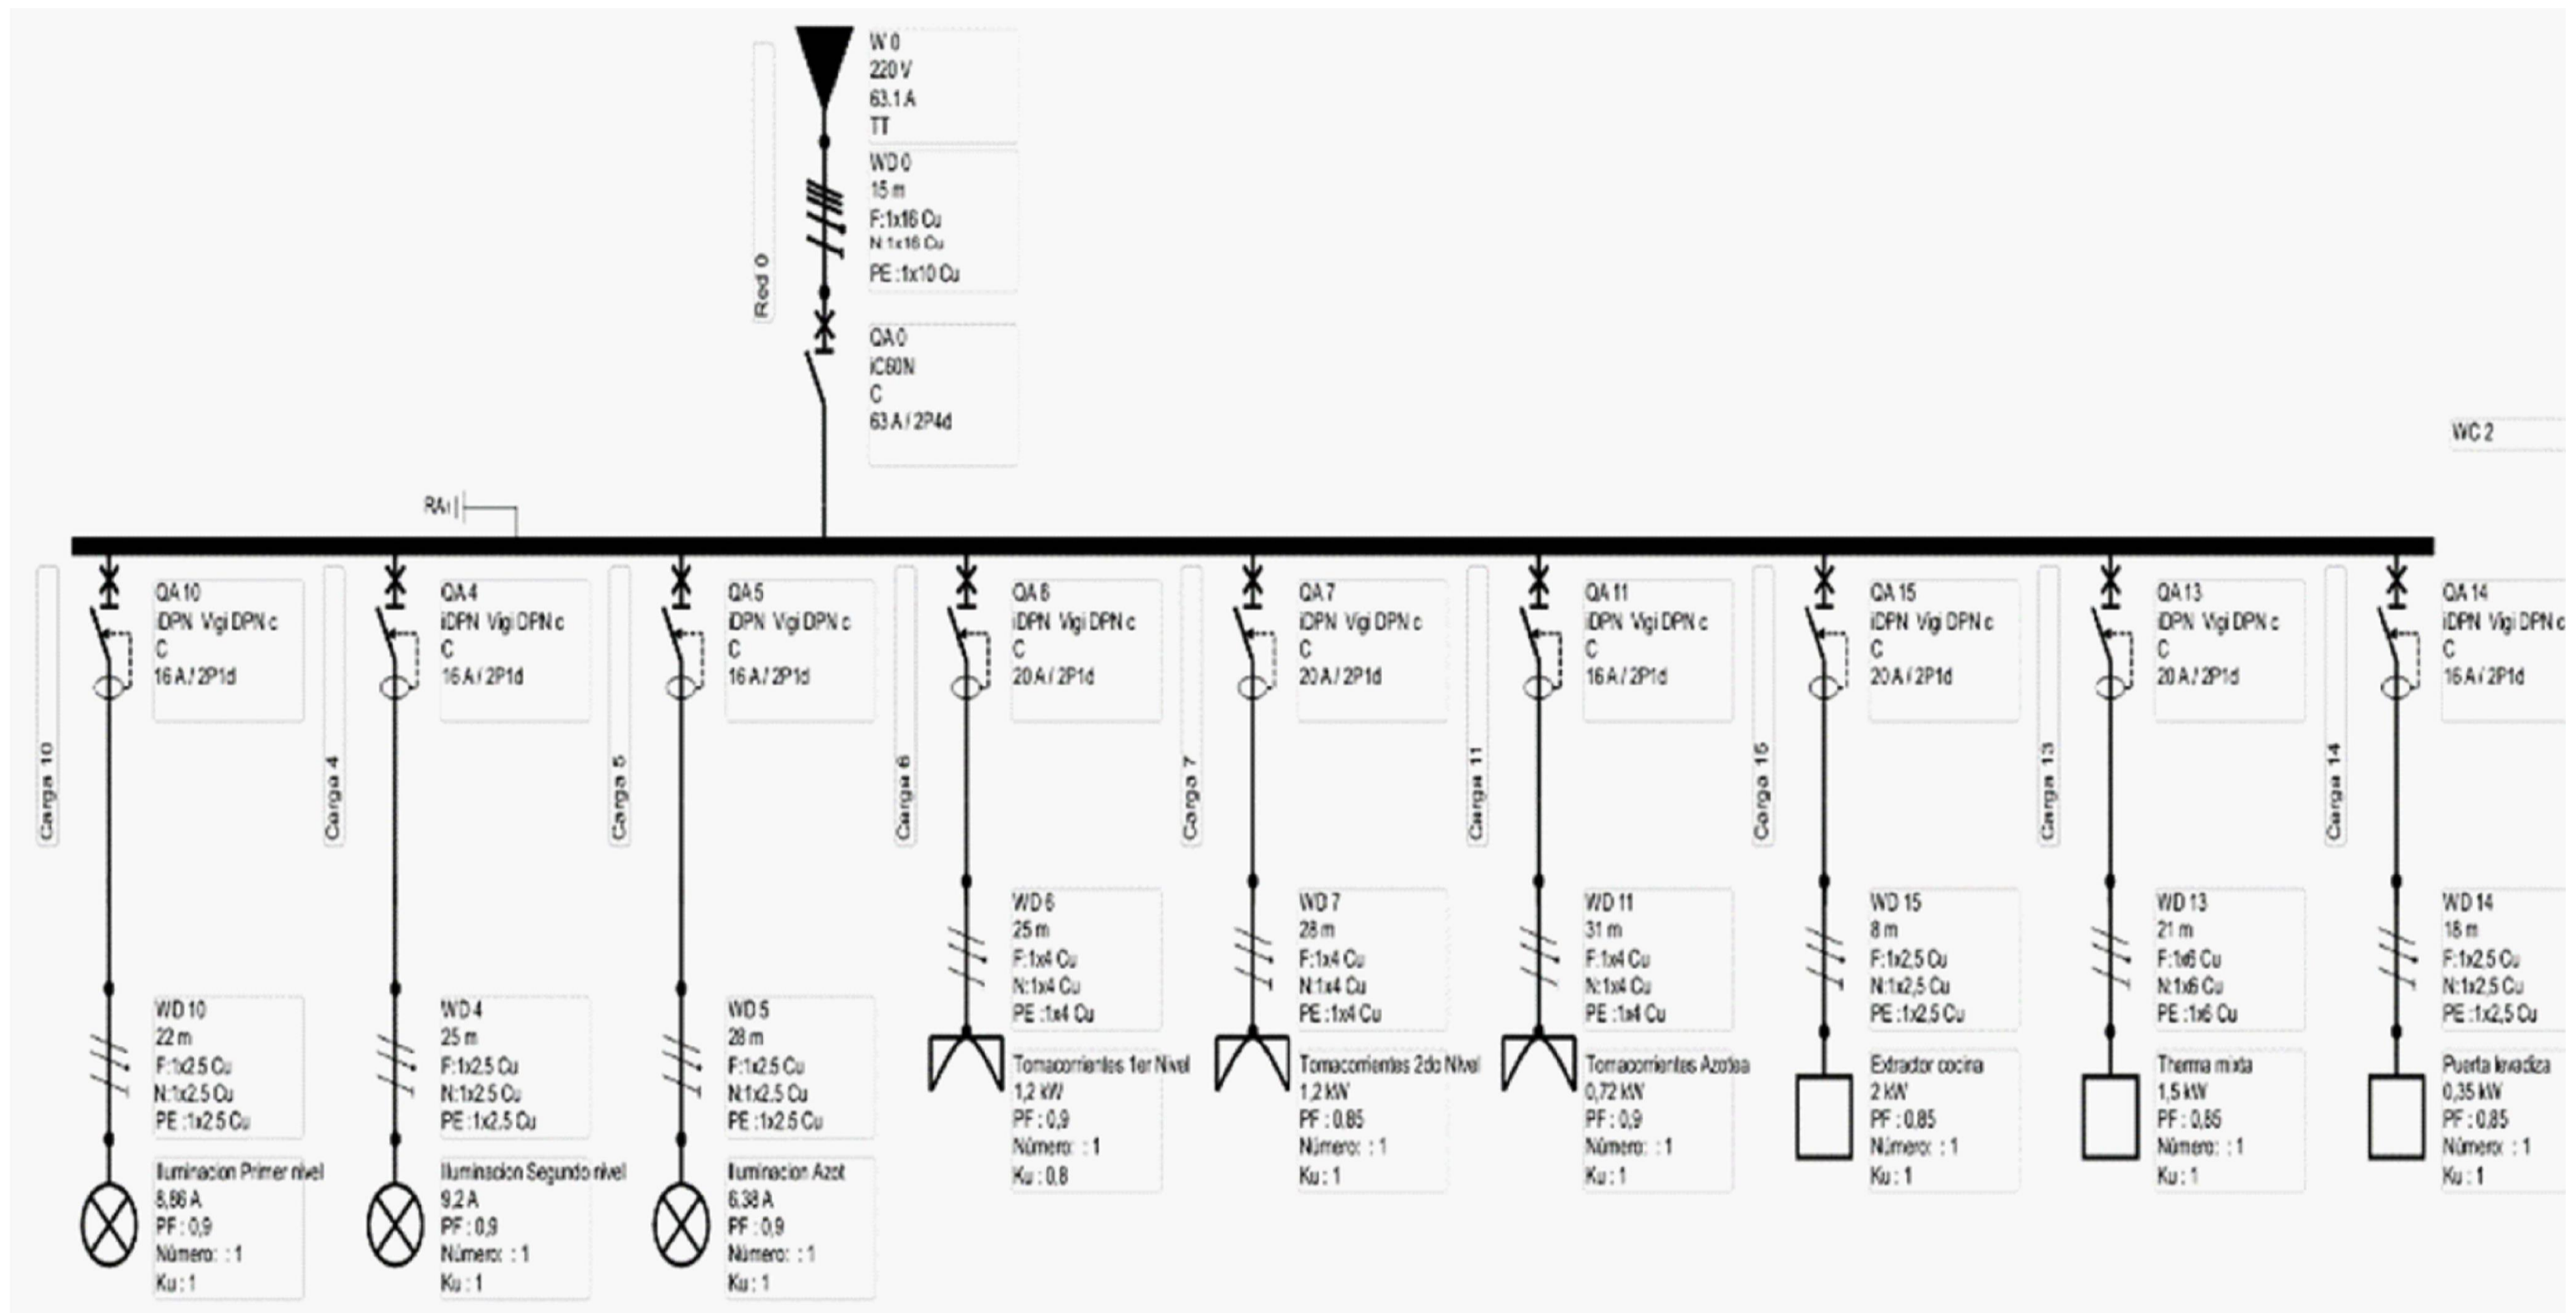 W 0
220 V
63.1 A
TT
Red 0
WD 0
15 m
F:1x16 Cu
N:1x16 Cu
PE :1x10 Cu
QA 0
iC60N
C
63 A / 2P4d
WC 2
Carga 10
QA 10
iDPN Vigi DPN c
C
16 A / 2P1d
WD 10
22 m
F:1x2.5 Cu
N:1x2.5 Cu
PE :1x2.5 Cu
Iluminacion Primer nivel
8,86 A
PF : 0,9
Número: : 1
Ku : 1
Carga 4
QA 4
iDPN Vigi DPN c
C
16 A / 2P1d
WD 4
25 m
F:1x2.5 Cu
N:1x2.5 Cu
PE :1x2.5 Cu
Iluminacion Segundo nivel
9,2 A
PF : 0,9
Número: : 1
Ku : 1
Carga 5
QA 5
iDPN Vigi DPN c
C
16 A / 2P1d
WD 5
28 m
F:1x2.5 Cu
N:1x2.5 Cu
PE :1x2.5 Cu
Iluminacion Azot
6,38 A
PF : 0,9
Número: : 1
Ku : 1
Carga 6
QA 6
iDPN Vigi DPN c
C
20 A / 2P1d
WD 6
25 m
F:1x4 Cu
N:1x4 Cu
PE :1x4 Cu
Tomacorrientes 1er Nivel
1,2 kW
PF : 0,9
Número: : 1
Ku : 0,8
Carga 7
QA 7
iDPN Vigi DPN c
C
20 A / 2P1d
WD 7
28 m
F:1x4 Cu
N:1x4 Cu
PE :1x4 Cu
Tomacorrientes 2do NIvel
1,2 kW
PF : 0,85
Número: : 1
Ku : 1
Carga 11
QA 11
iDPN Vigi DPN c
C
16 A / 2P1d
WD 11
31 m
F:1x4 Cu
N:1x4 Cu
PE :1x4 Cu
Tomacorrientes Azotea
0,72 kW
PF : 0,9
Número: : 1
Ku : 1
Carga 15
QA 15
iDPN Vigi DPN c
C
20 A / 2P1d
WD 15
8 m
F:1x2,5 Cu
N:1x2,5 Cu
PE :1x2,5 Cu
Extractor cocina
2 kW
PF : 0,85
Número: : 1
Ku : 1
Carga 13
QA 13
iDPN Vigi DPN c
C
20 A / 2P1d
WD 13
21 m
F:1x6 Cu
N:1x6 Cu
PE :1x6 Cu
Therma mixta
1,5 kW
PF : 0,85
Número: : 1
Ku : 1
Carga 14
QA 14
iDPN Vigi DPN c
C
16 A / 2P1d
WD 14
18 m
F:1x2,5 Cu
N:1x2,5 Cu
PE :1x2,5 Cu
Puerta levadiza
0,35 kW
PF : 0,85
Número: : 1
Ku : 1